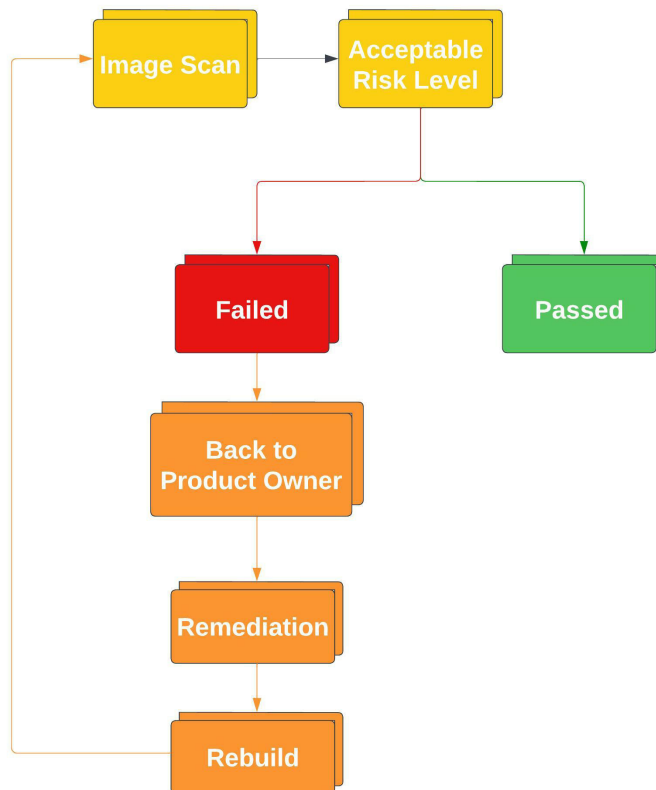 Image Scan
Acceptable
Risk Level
Failed
Passed
Back to
Product Owner
Remediation
Rebuild